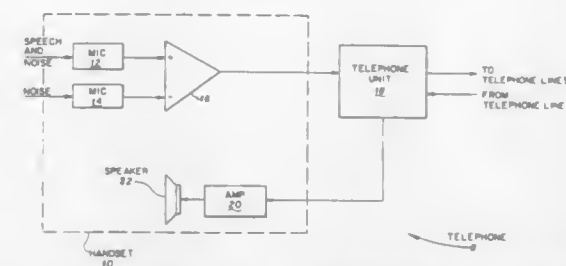 SPEECH
AND
NOISE
MIC
12
+
NOISE
MIC
14
-
16
TELEPHONE
UNIT
18
TO
TELEPHONE LINES
FROM
TELEPHONE LINE
SPEAKER
22
AMP
20
TELEPHONE
8
HANDSET
10